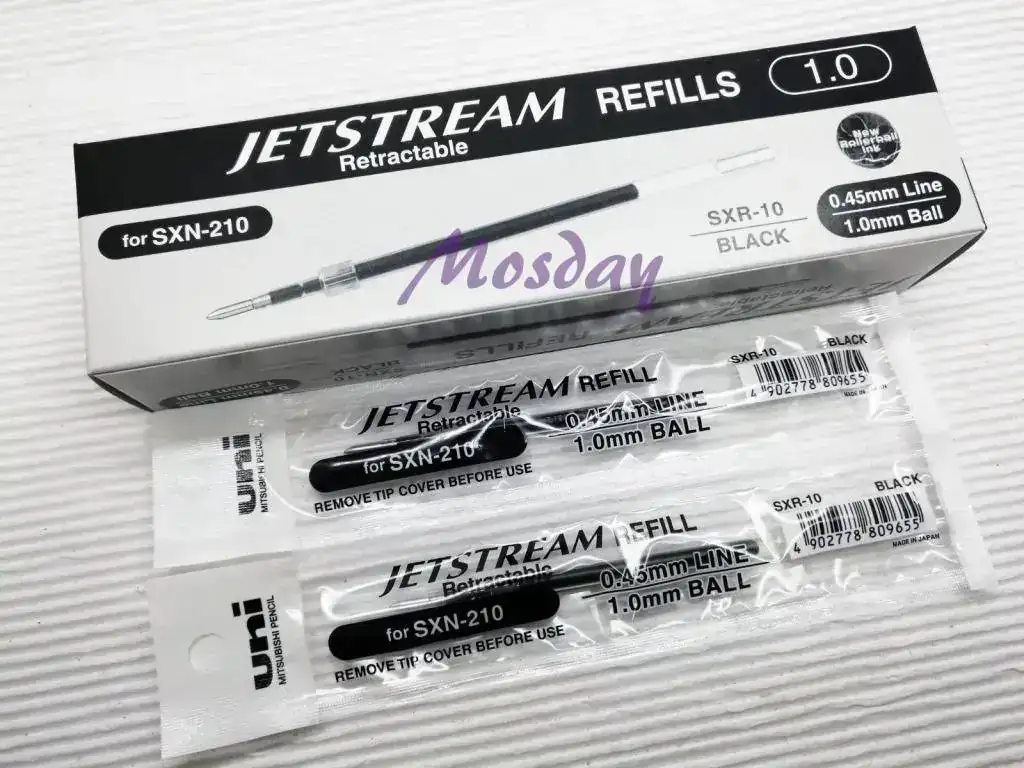 JETSTREAM REFILLS 1.0
Retractable
New
Rollerball
Ink
for SXN-210
SXR-10
BLACK
0.45mm Line
1.0mm Ball
Mosday
Retractable
REFILLS
BLACK
uni
MITSUBISHI PENCIL
JETSTREAM REFILL
Retractable
for SXN-210
REMOVE TIP COVER BEFORE USE
0.45mm LINE
1.0mm BALL
SXR-10 BLACK
4 902778 809655
MADE IN JAPAN
uni
MITSUBISHI PENCIL
JETSTREAM REFILL
Retractable
for SXN-210
REMOVE TIP COVER BEFORE USE
0.45mm LINE
1.0mm BALL
SXR-10 BLACK
4 902778 809655
MADE IN JAPAN